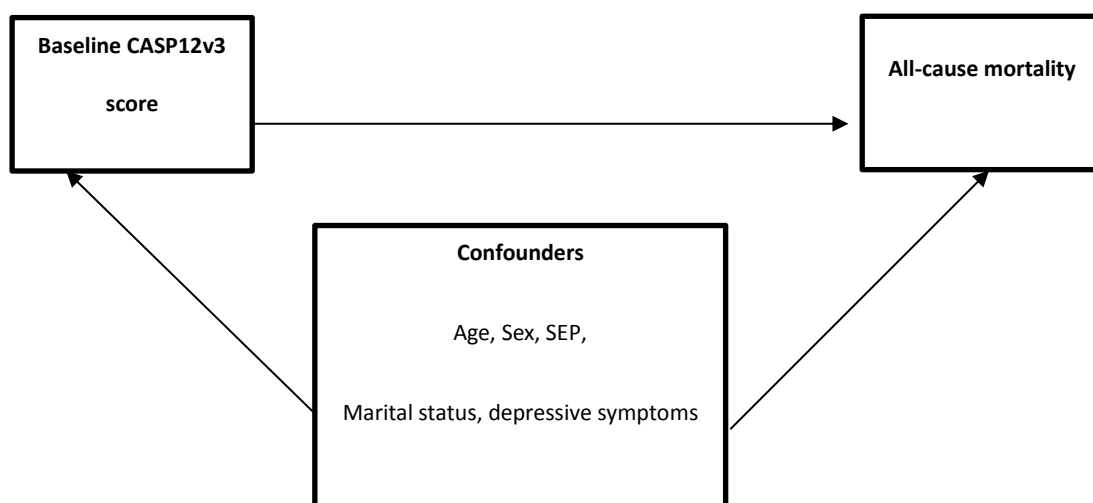 Baseline CASP12v3
score
All-cause mortality
Confounders
Age, Sex, SEP,
Marital status, depressive symptoms